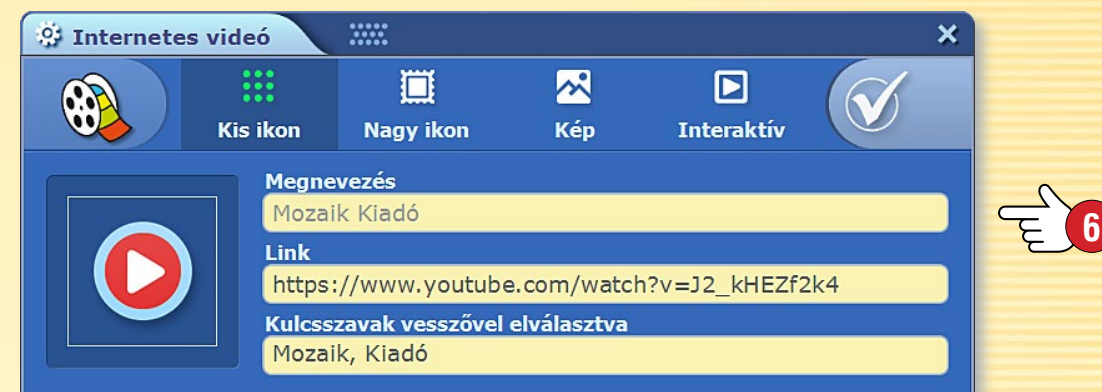 Internetes videó
Kis ikon Nagy ikon Kép Interaktív
Megnevezés
Mozaik Kiadó
Link
https://www.youtube.com/watch?v=J2_kHEZf2k4
Kulcsszavak vesszővel elválasztva
Mozaik, Kiadó
6